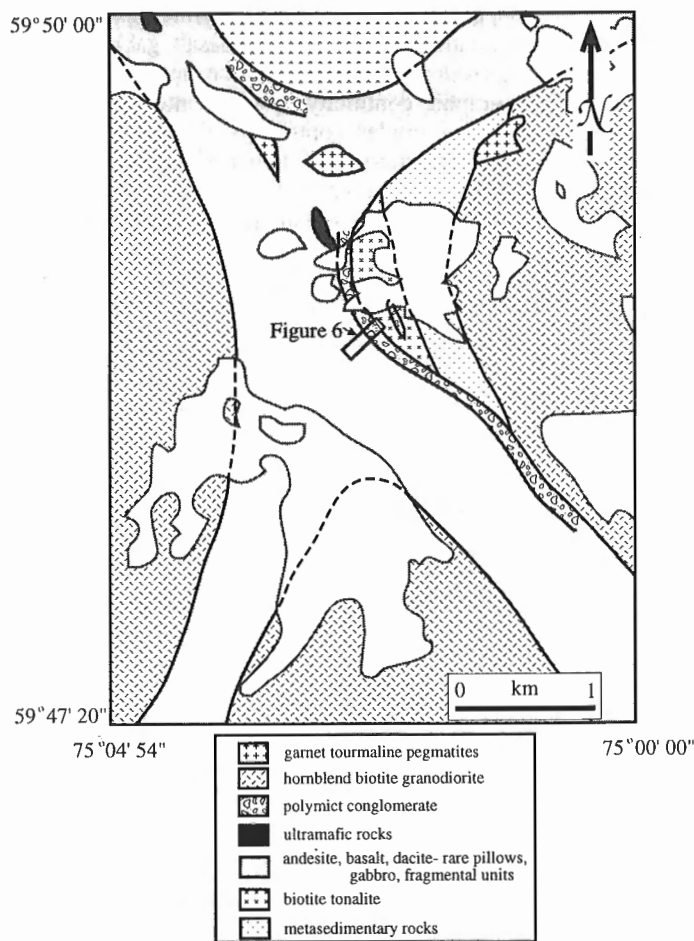 59° 50' 00"
N
Figure 6
0 km 1
59° 47' 20"
75° 04' 54"
75° 00' 00"
garnet tourmaline pegmatites
hornblend biotite granodiorite
polymict conglomerate
ultramafic rocks
andesite, basalt, dacite- rare pillows,
gabbro, fragmental units
biotite tonalite
metasedimentary rocks